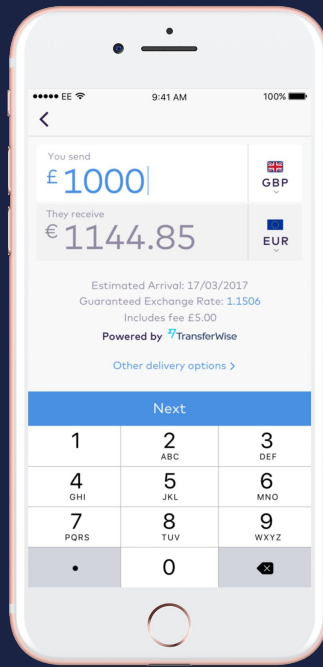 EE 9:41 AM 100%
You send
£ 1000 GBP
They receive
€ 1144.85 EUR
Estimated Arrival: 17/03/2017
Guaranteed Exchange Rate: 1.1506
Includes fee £5.00
Powered by TransferWise
Other delivery options >
Next
1 2 3
ABC DEF
4 5 6
GHI JKL MNO
7 8 9
PQRS TUV WXYZ
. 0